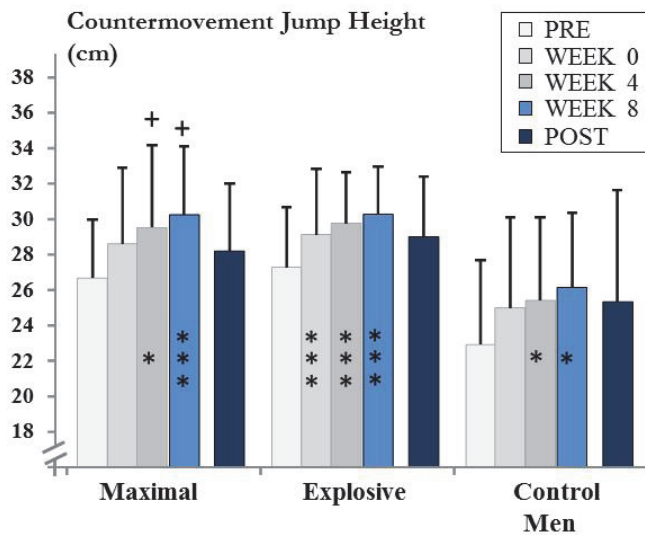 Countermovement Jump Height
(cm)
PRE
WEEK 0
WEEK 4
WEEK 8
POST
38
36
34
32
30
28
26
24
22
20
18
+ +
* *** *** *** *** * *
Maximal Explosive Control
Men